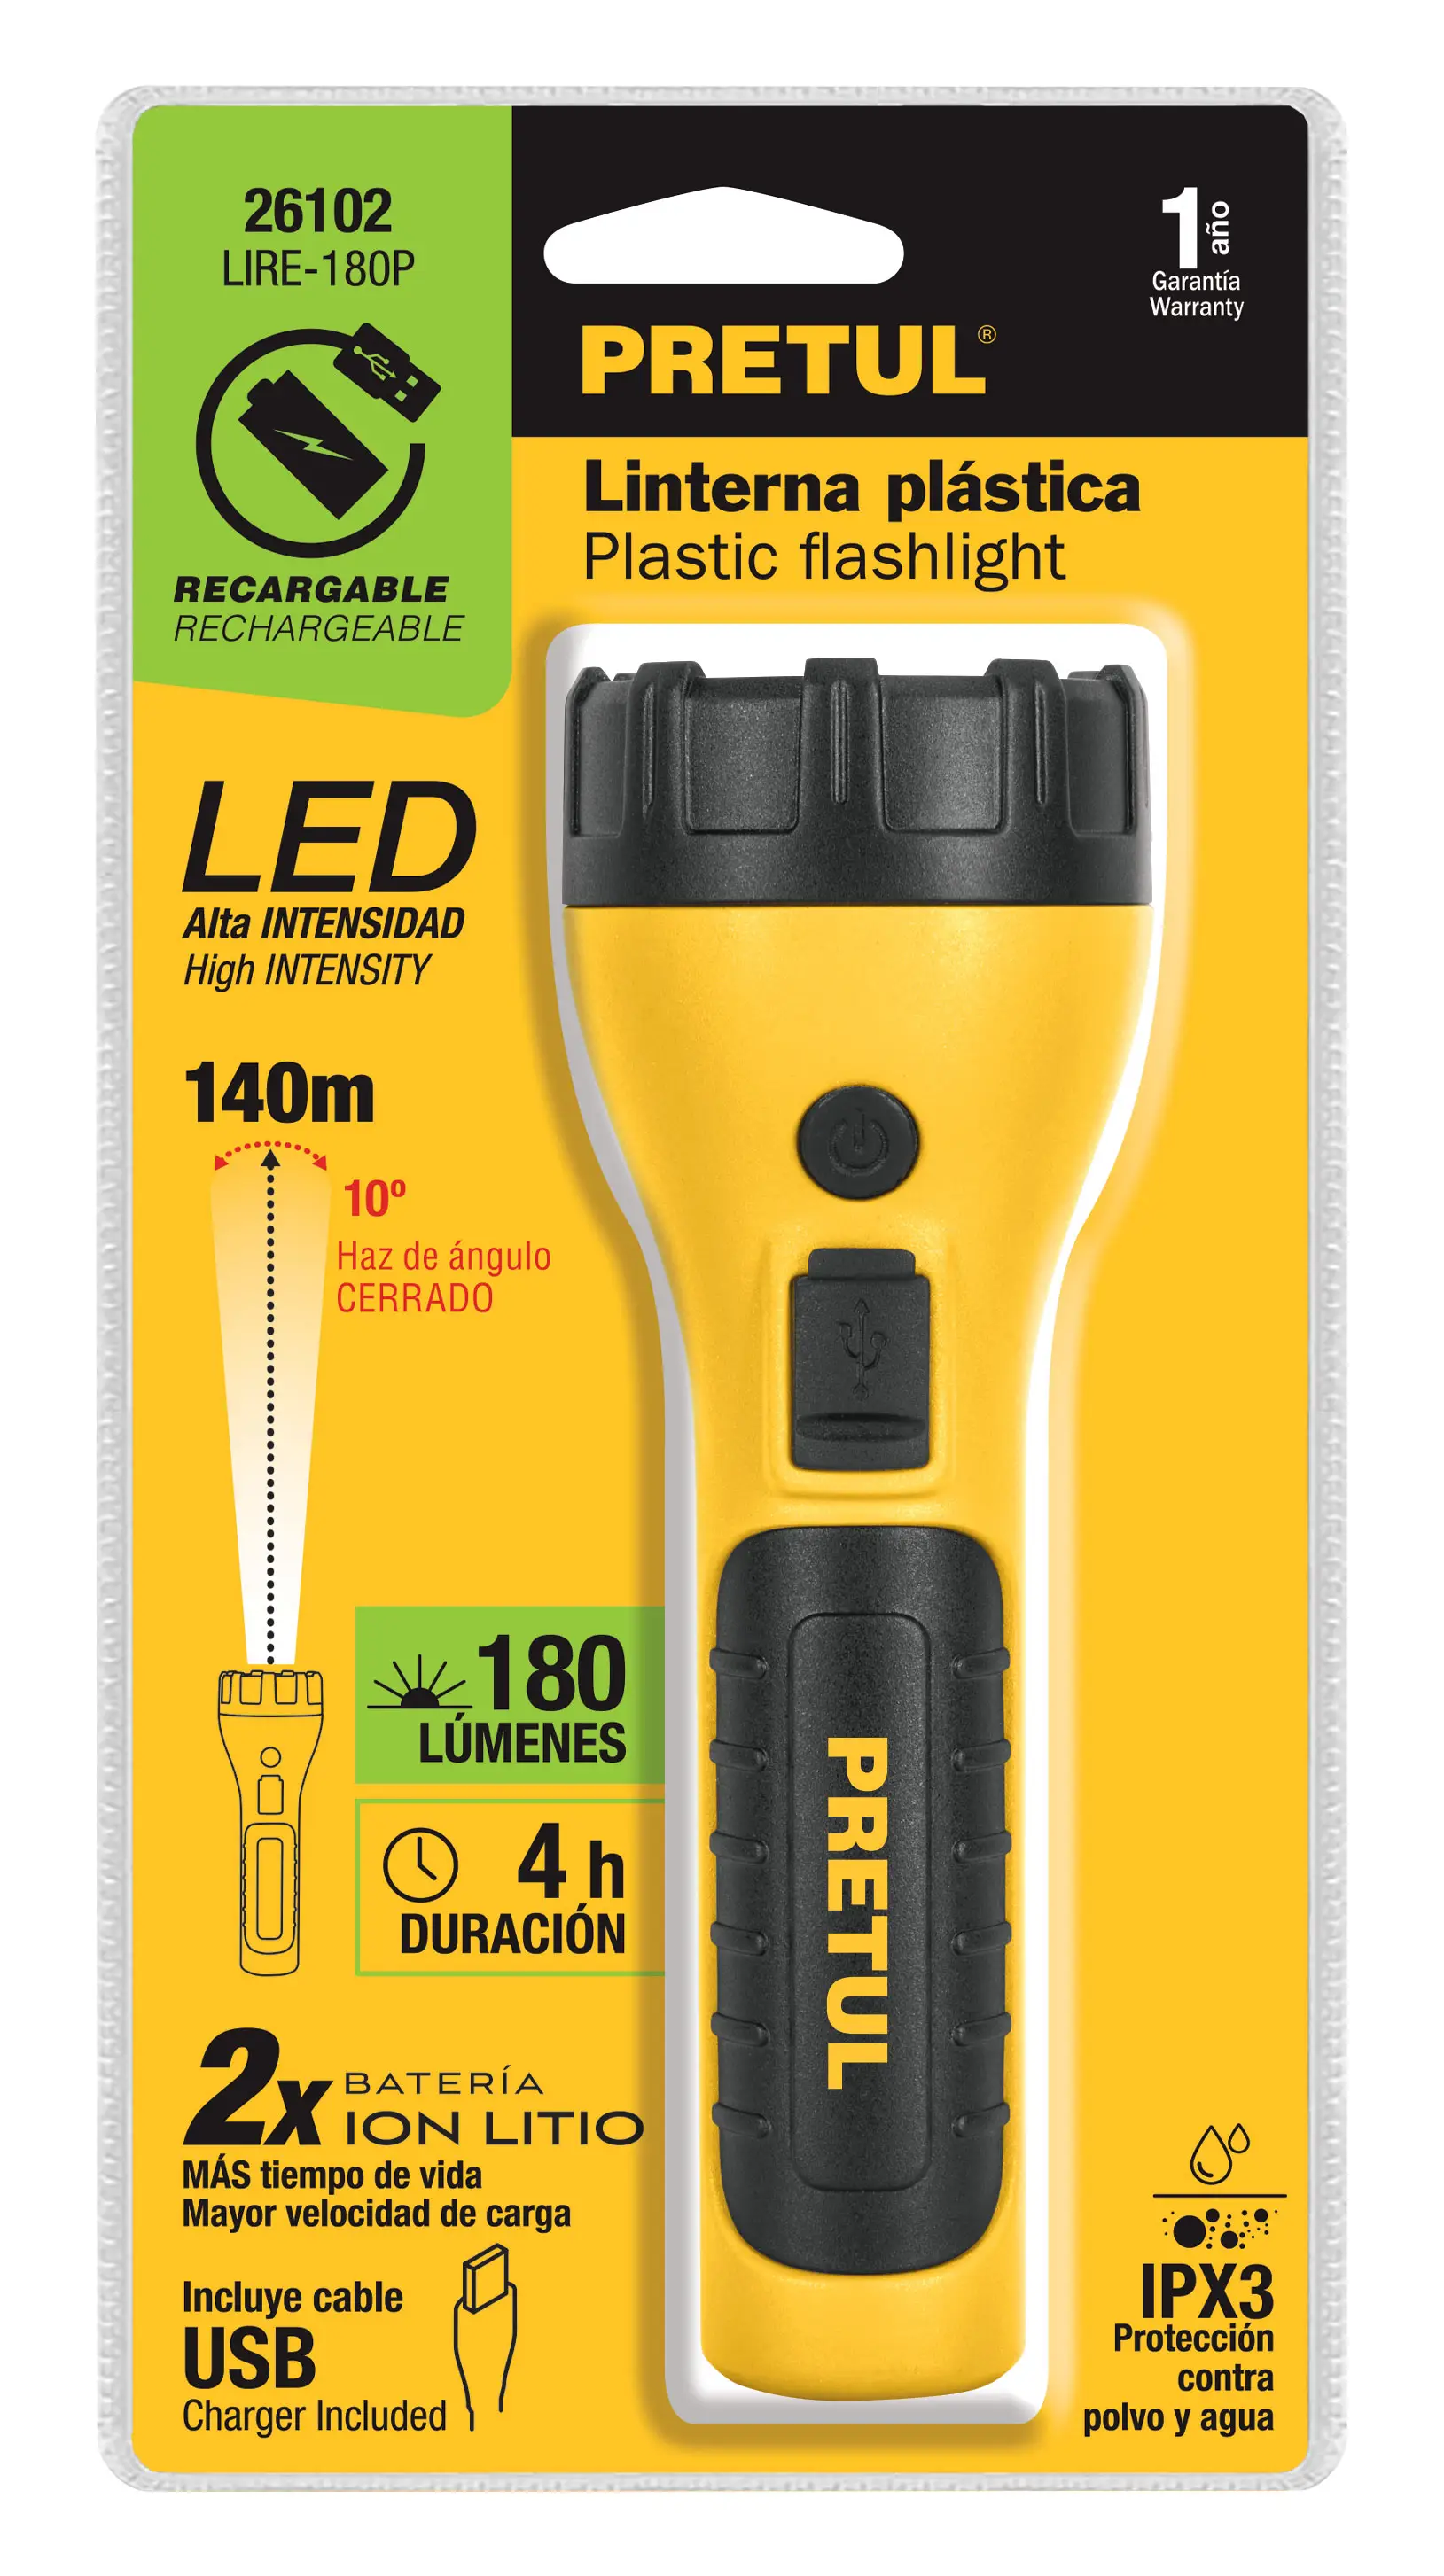 26102
LIRE-180P
RECARGABLE
RECHARGEABLE
1 año
Garantía
Warranty
PRETUL®
Linterna plástica
Plastic flashlight
LED
Alta INTENSIDAD
High INTENSITY
140m
10°
Haz de ángulo
CERRADO
180
LÚMENES
4 h
DURACIÓN
PRETUL
2x BATERÍA
ION LITIO
MÁS tiempo de vida
Mayor velocidad de carga
Incluye cable
USB
Charger Included
IPX3
Protección
contra
polvo y agua